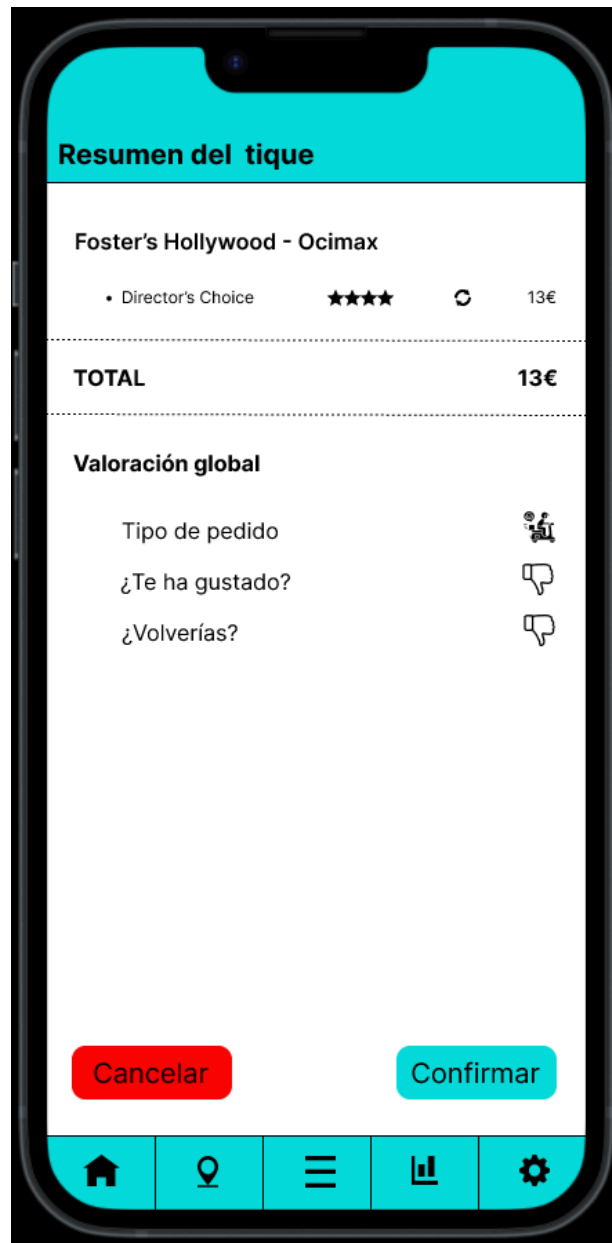 Resumen del tique
Foster's Hollywood - Ocimax
• Director's Choice ★★★★ 13€
TOTAL 13€
Valoración global
Tipo de pedido
¿Te ha gustado?
¿Volverías?
Cancelar Confirmar